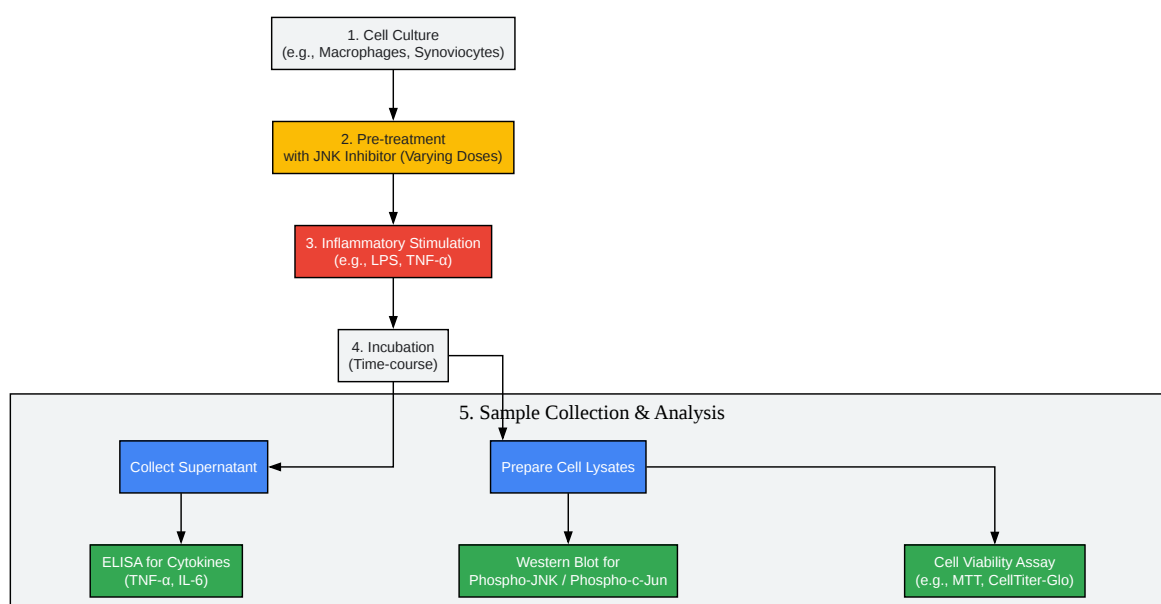 1. Cell Culture
(e.g., Macrophages, Synoviocytes)
2. Pre-treatment
with JNK Inhibitor (Varying Doses)
3. Inflammatory Stimulation
(e.g., LPS, TNF-α)
4. Incubation
(Time-course)
5. Sample Collection & Analysis
Collect Supernatant
Prepare Cell Lysates
ELISA for Cytokines
(TNF-α, IL-6)
Western Blot for
Phospho-JNK / Phospho-c-Jun
Cell Viability Assay
(e.g., MTT, CellTiter-Glo)